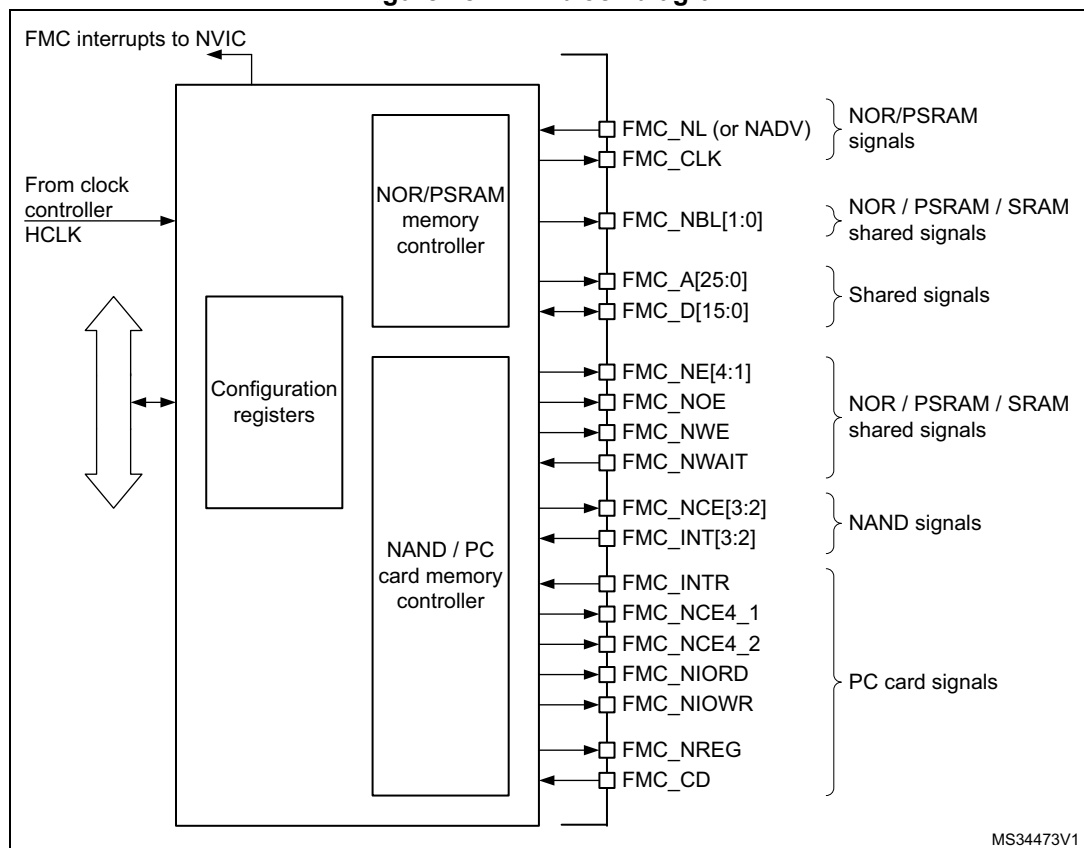 FMC interrupts to NVIC
From clock
controller
HCLK
NOR/PSRAM
memory
controller
Configuration
registers
NAND / PC
card memory
controller
FMC_NL (or NADV)
FMC_CLK
NOR/PSRAM
signals
FMC_NBL[1:0]
NOR / PSRAM / SRAM
shared signals
FMC_A[25:0]
FMC_D[15:0]
Shared signals
FMC_NE[4:1]
FMC_NOE
FMC_NWE
FMC_NWAIT
NOR / PSRAM / SRAM
shared signals
FMC_NCE[3:2]
FMC_INT[3:2]
NAND signals
FMC_INTR
FMC_NCE4_1
FMC_NCE4_2
FMC_NIORD
FMC_NIOWR
FMC_NREG
FMC_CD
PC card signals
MS34473V1